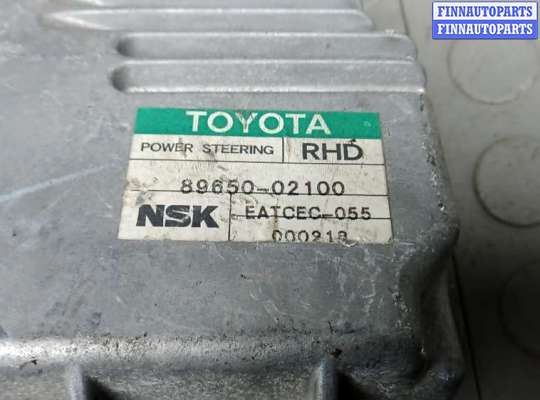 FINNAUTOPARTS
FINNAUTOPARTS
TOYOTA
POWER STEERING RHD
89650-02100
NSK EATCEC-055
000218